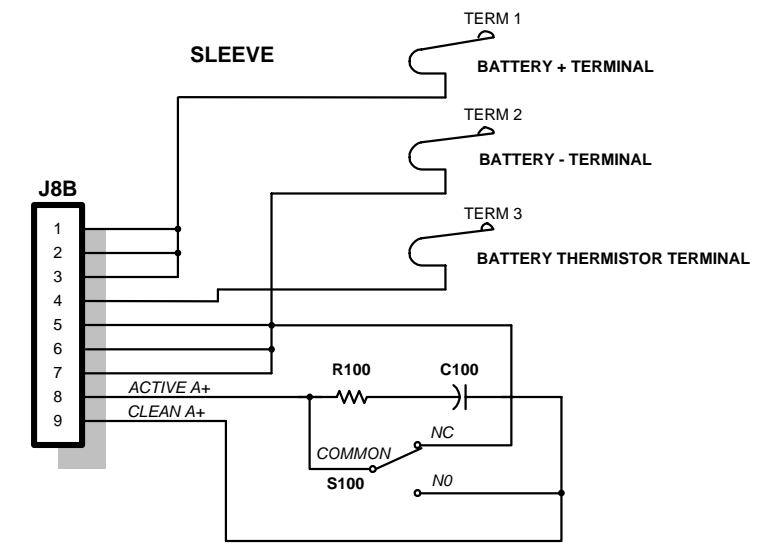 TERM 1
SLEEVE
BATTERY + TERMINAL
TERM 2
BATTERY - TERMINAL
J8B
TERM 3
BATTERY THERMISTOR TERMINAL
1
2
3
4
5
6
7
8
9
ACTIVE A+
CLEAN A+
R100
C100
NC
COMMON
S100
N0